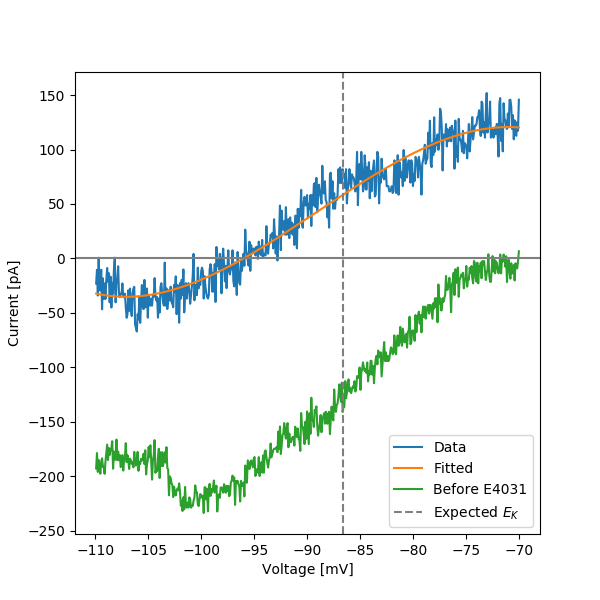 150
100
50
0
−50
−100
−150
−200
−250
Current [pA]
Data
Fitted
Before E4031
Expected E_K
−110 −105 −100 −95 −90 −85 −80 −75 −70
Voltage [mV]